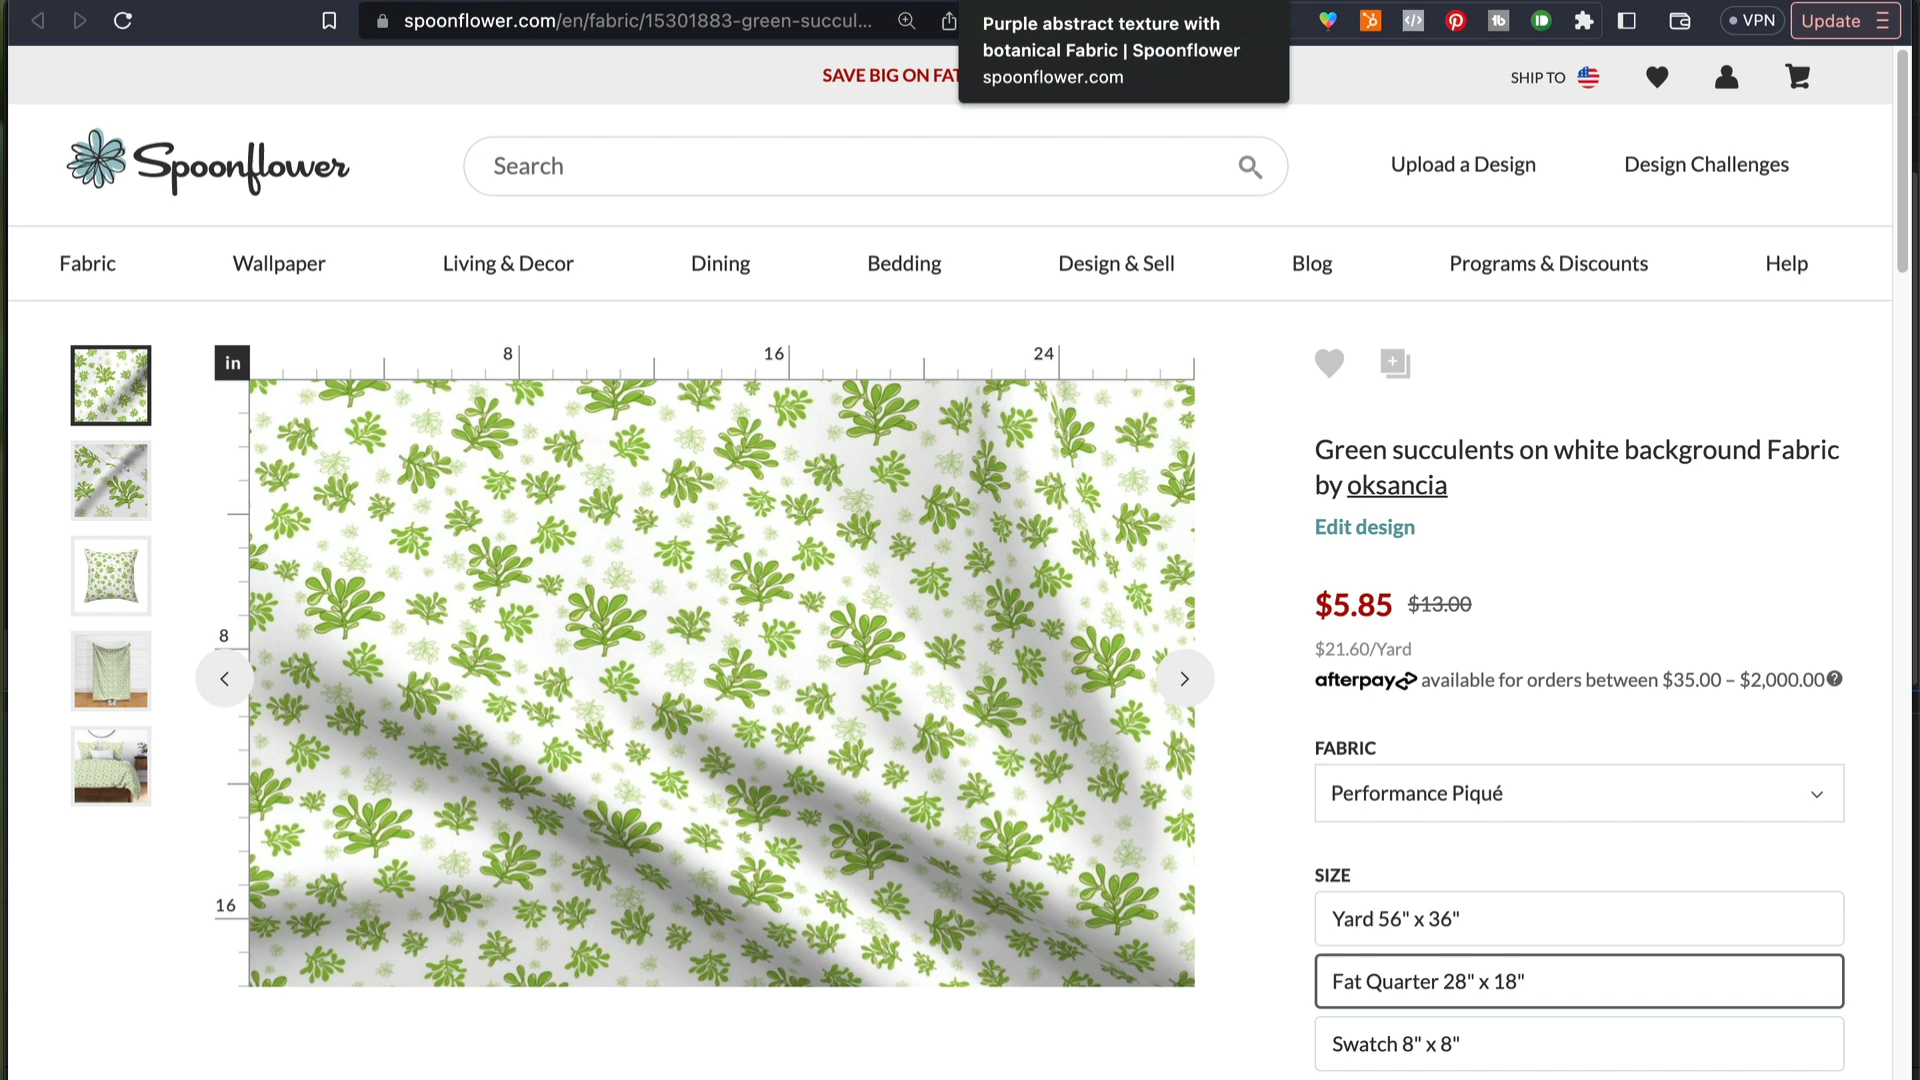 spoonflower.com/en/fabric/15301883-green-succul...
Purple abstract texture with
botanical Fabric | Spoonflower
spoonflower.com
VPN
Update
SAVE BIG ON FAT
SHIP TO
Spoonflower
Search
Upload a Design
Design Challenges
Fabric
Wallpaper
Living & Decor
Dining
Bedding
Design & Sell
Blog
Programs & Discounts
Help
in
8
16
24
8
16
Green succulents on white background Fabric
by oksancia
Edit design
$5.85 $13.00
$21.60/Yard
afterpay available for orders between $35.00 – $2,000.00
FABRIC
Performance Piqué
SIZE
Yard 56" x 36"
Fat Quarter 28" x 18"
Swatch 8" x 8"